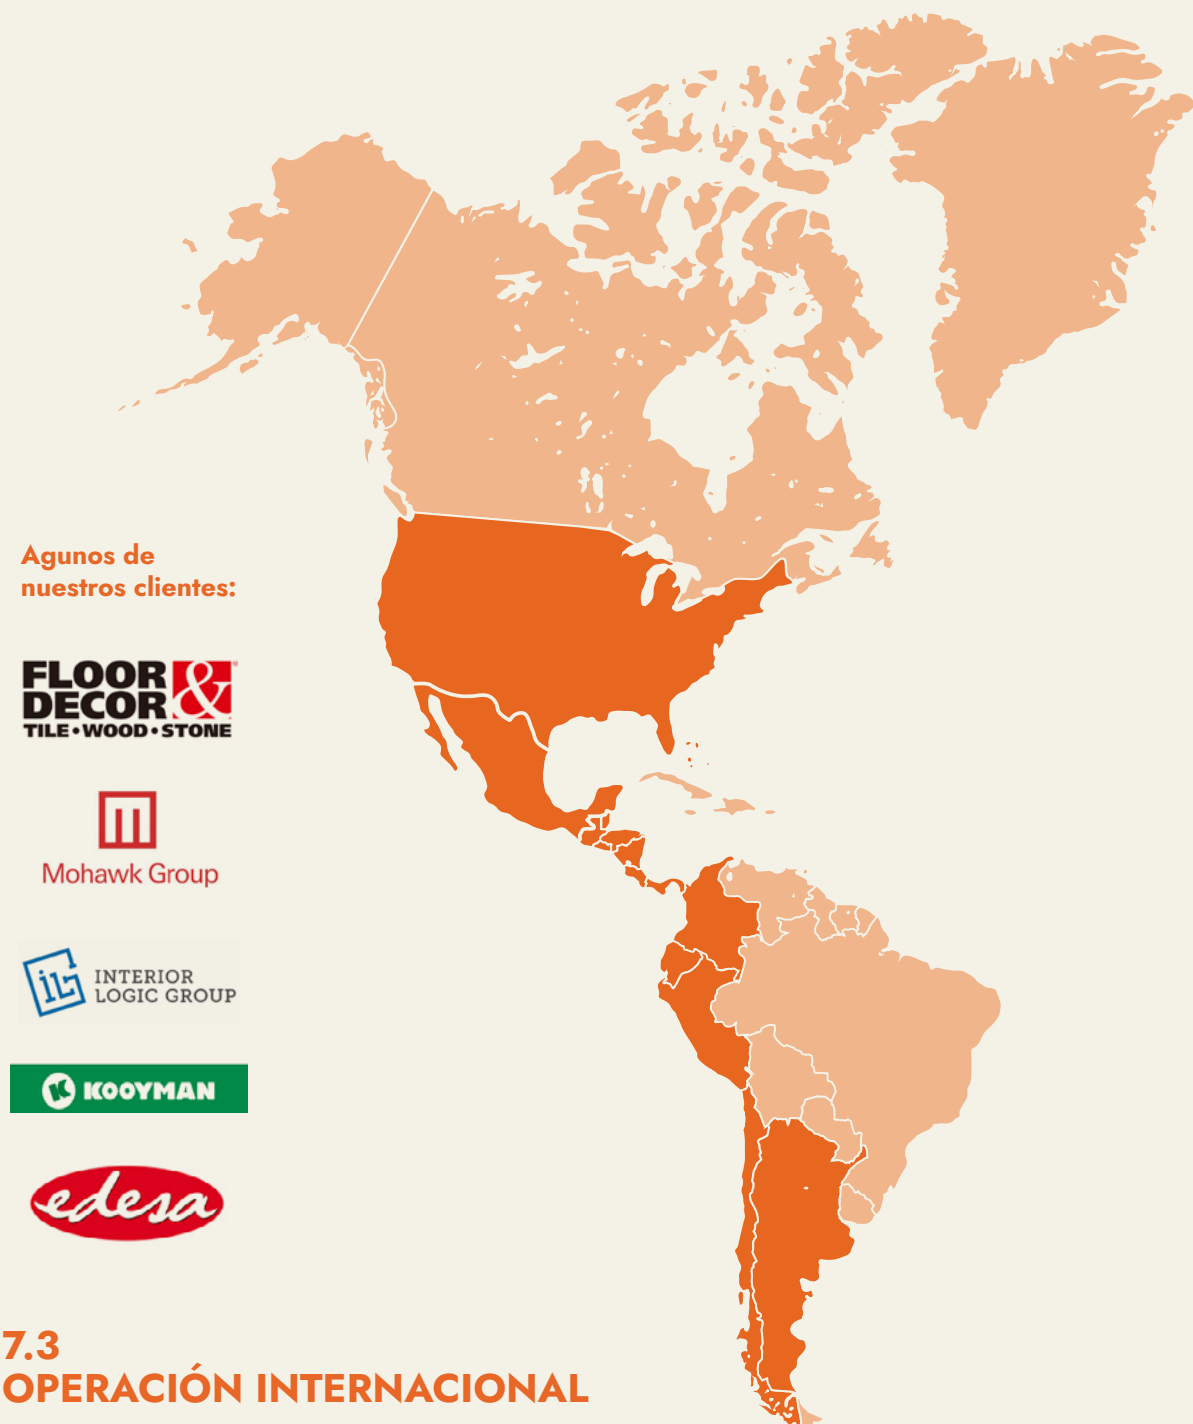 Agunos de
nuestros clientes:
FLOOR &
DECOR
TILE • WOOD • STONE
Mohawk Group
INTERIOR
LOGIC GROUP
KOOYMAN
edesa
7.3
OPERACIÓN INTERNACIONAL